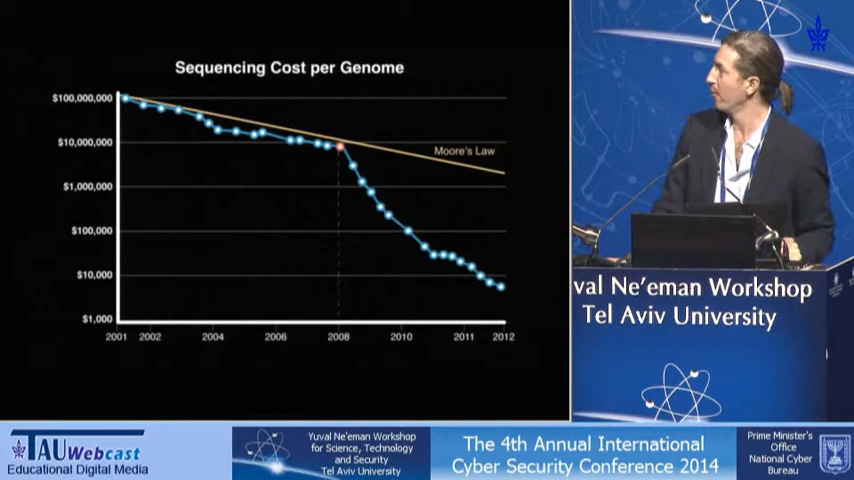 Sequencing Cost per Genome
$100,000,000
$10,000,000
$1,000,000
$100,000
$10,000
$1,000
Moore's Law
2001 2002 2004 2006 2008 2010 2011 2012
val Ne'eman Workshop
Tel Aviv University
TAU Webcast
Educational Digital Media
Yuval Ne'eman Workshop
for Science, Technology
and Security
Tel Aviv University
The 4th Annual International
Cyber Security Conference 2014
Prime Minister's
Office
National Cyber
Bureau